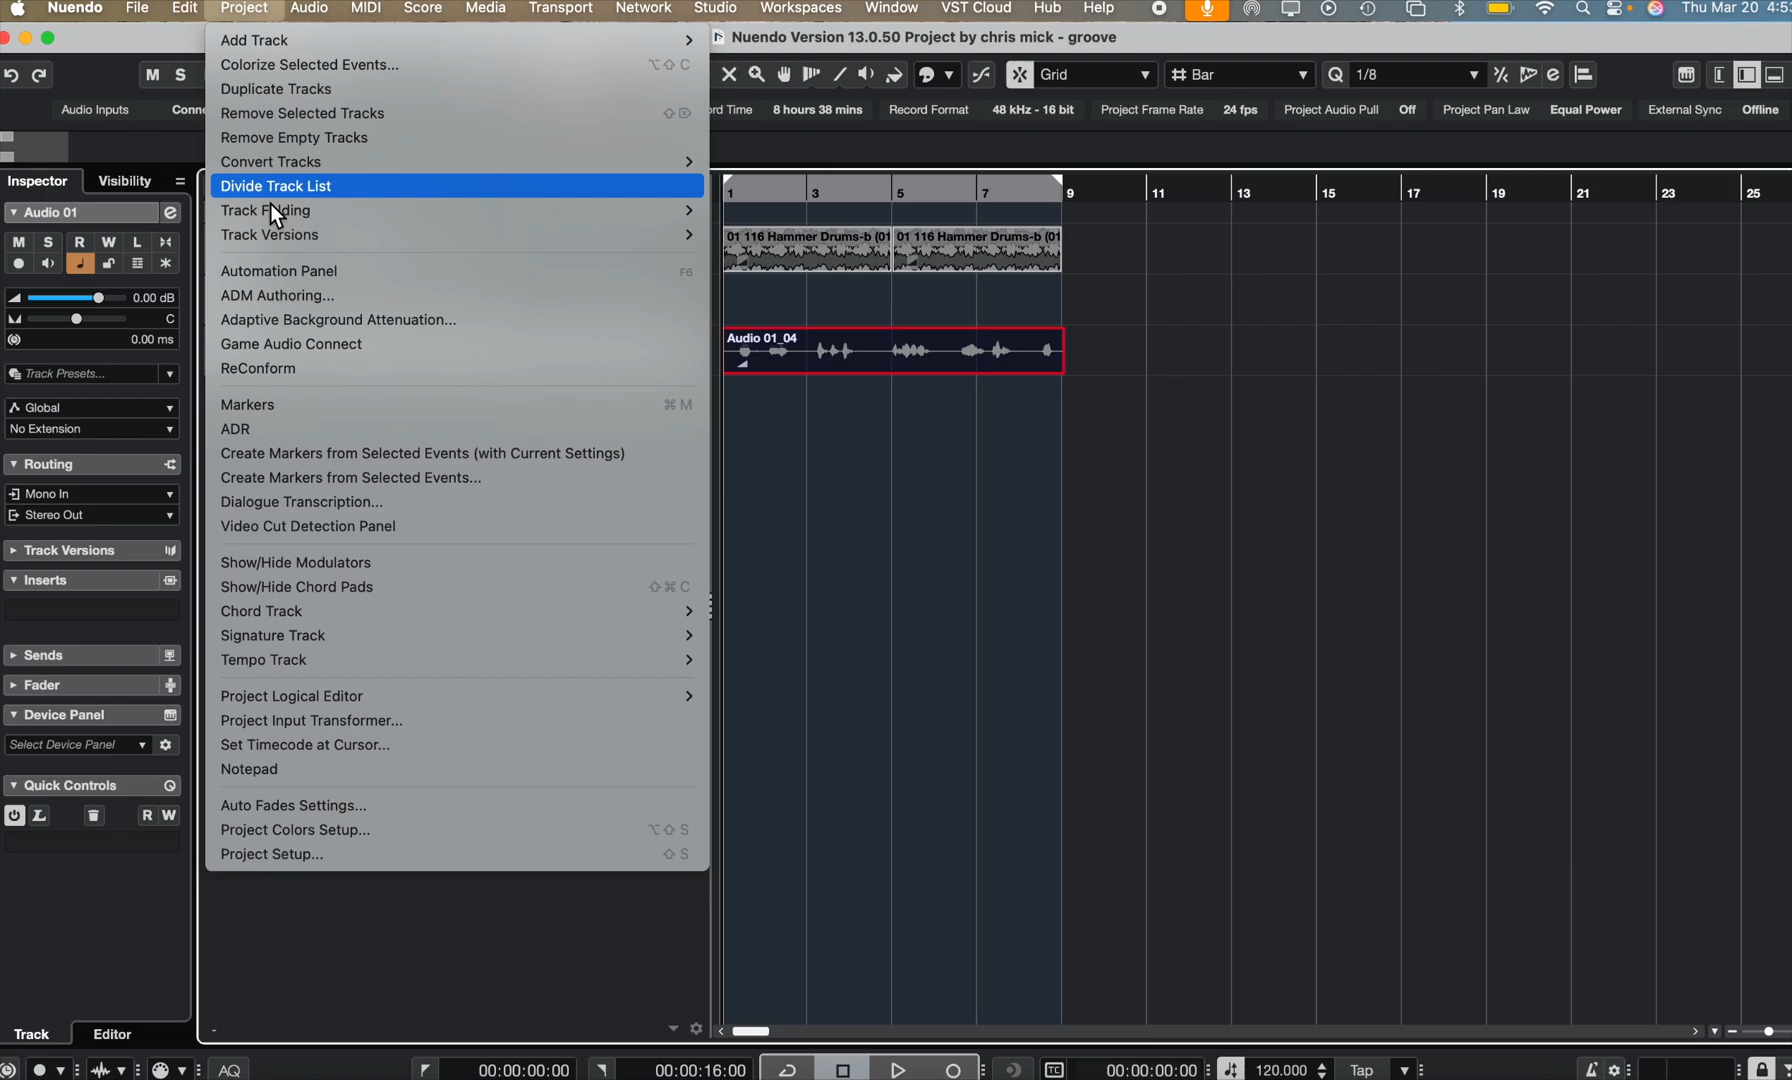 Nuendo File Edit Project Audio MIDI Score Media Transport Network Studio Workspaces Window VST Cloud Hub Help Thu Mar 20 4:53
Nuendo Version 13.0.50 Project by chris mick - groove
M S Grid Bar 1/8
Audio Inputs Conne ord Time 8 hours 38 mins Record Format 48 kHz - 16 bit Project Frame Rate 24 fps Project Audio Pull Off Project Pan Law Equal Power External Sync Offline
Add Track
Colorize Selected Events... ⌥⇧ C
Duplicate Tracks
Remove Selected Tracks ⇧⌦
Remove Empty Tracks
Convert Tracks
Divide Track List
Track Folding
Track Versions
Automation Panel F6
ADM Authoring...
Adaptive Background Attenuation...
Game Audio Connect
ReConform
Markers ⌘ M
ADR
Create Markers from Selected Events (with Current Settings)
Create Markers from Selected Events...
Dialogue Transcription...
Video Cut Detection Panel
Show/Hide Modulators
Show/Hide Chord Pads ⇧⌘ C
Chord Track
Signature Track
Tempo Track
Project Logical Editor
Project Input Transformer...
Set Timecode at Cursor...
Notepad
Auto Fades Settings...
Project Colors Setup... ⌥⇧ S
Project Setup... ⇧ S
Inspector Visibility
Audio 01 e
M S R W L
0.00 dB
C
0.00 ms
Track Presets...
Global
No Extension
Routing
Mono In
Stereo Out
Track Versions
Inserts
Sends
Fader
Device Panel
Select Device Panel
Quick Controls
L R W
Track Editor
1 3 5 7 9 11 13 15 17 19 21 23 25
01 116 Hammer Drums-b (01 01 116 Hammer Drums-b (01
Audio 01_04
AQ 00:00:00:00 00:00:16:00 TC 00:00:00:00 120.000 Tap